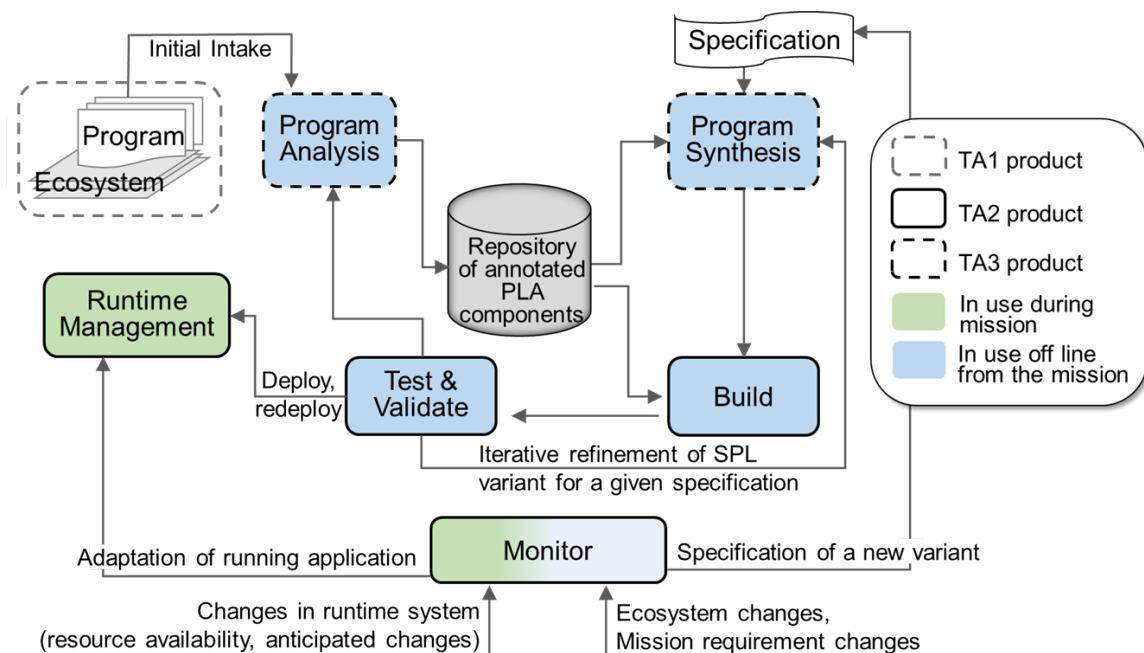 Initial Intake
Specification
Program
Ecosystem
Program
Analysis
Program
Synthesis
TA1 product
TA2 product
TA3 product
In use during
mission
In use off line
from the mission
Repository
of annotated
PLA
components
Runtime
Management
Deploy,
redeploy
Test &
Validate
Build
Iterative refinement of SPL
variant for a given specification
Adaptation of running application
Monitor
Specification of a new variant
Changes in runtime system
(resource availability, anticipated changes)
Ecosystem changes,
Mission requirement changes